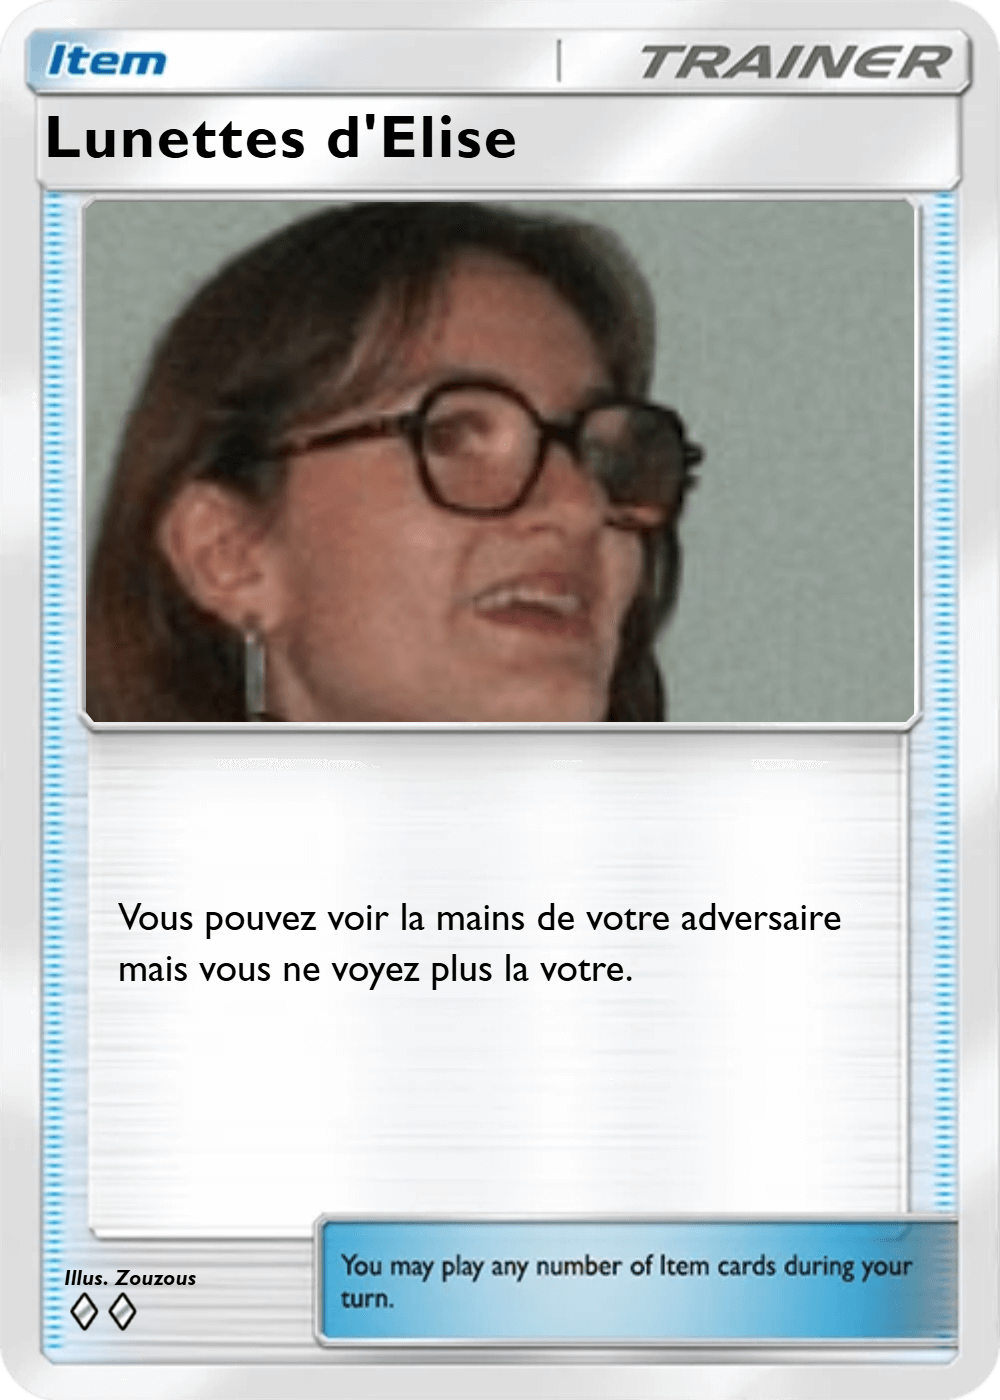 Item
TRAINER
Lunettes d'Elise
Vous pouvez voir la mains de votre adversaire
mais vous ne voyez plus la votre.
You may play any number of Item cards during your
turn.
Illus. Zouzous